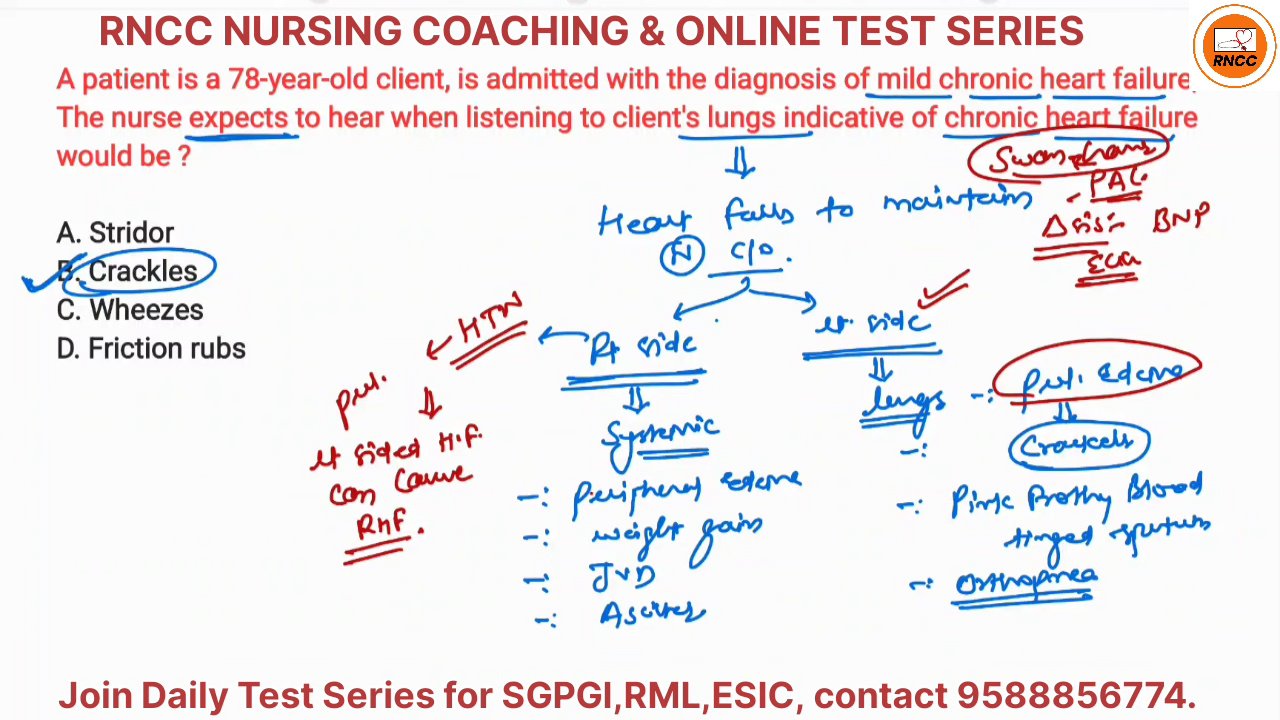 RNCC NURSING COACHING & ONLINE TEST SERIES
RNCC
A patient is a 78-year-old client, is admitted with the diagnosis of mild chronic heart failure,
The nurse expects to hear when listening to client's lungs indicative of chronic heart failure
would be ?
A. Stridor
B. Crackles
C. Wheezes
D. Friction rubs
PAC
BNP
ECG
Heart fails to maintain
N C/O.
HTN
Rt side
Lt. side
Pul.
Lt sided H.F.
can cause
RHF.
Systemic
-: Peripheral edema
-: weight gain
-: JVD
-: Ascites
lungs -: Pul. edema
-: Crackels
-: Pink Frothy Blood
tinged sputum
-: Orthopnea
Join Daily Test Series for SGPGI,RML,ESIC, contact 9588856774.